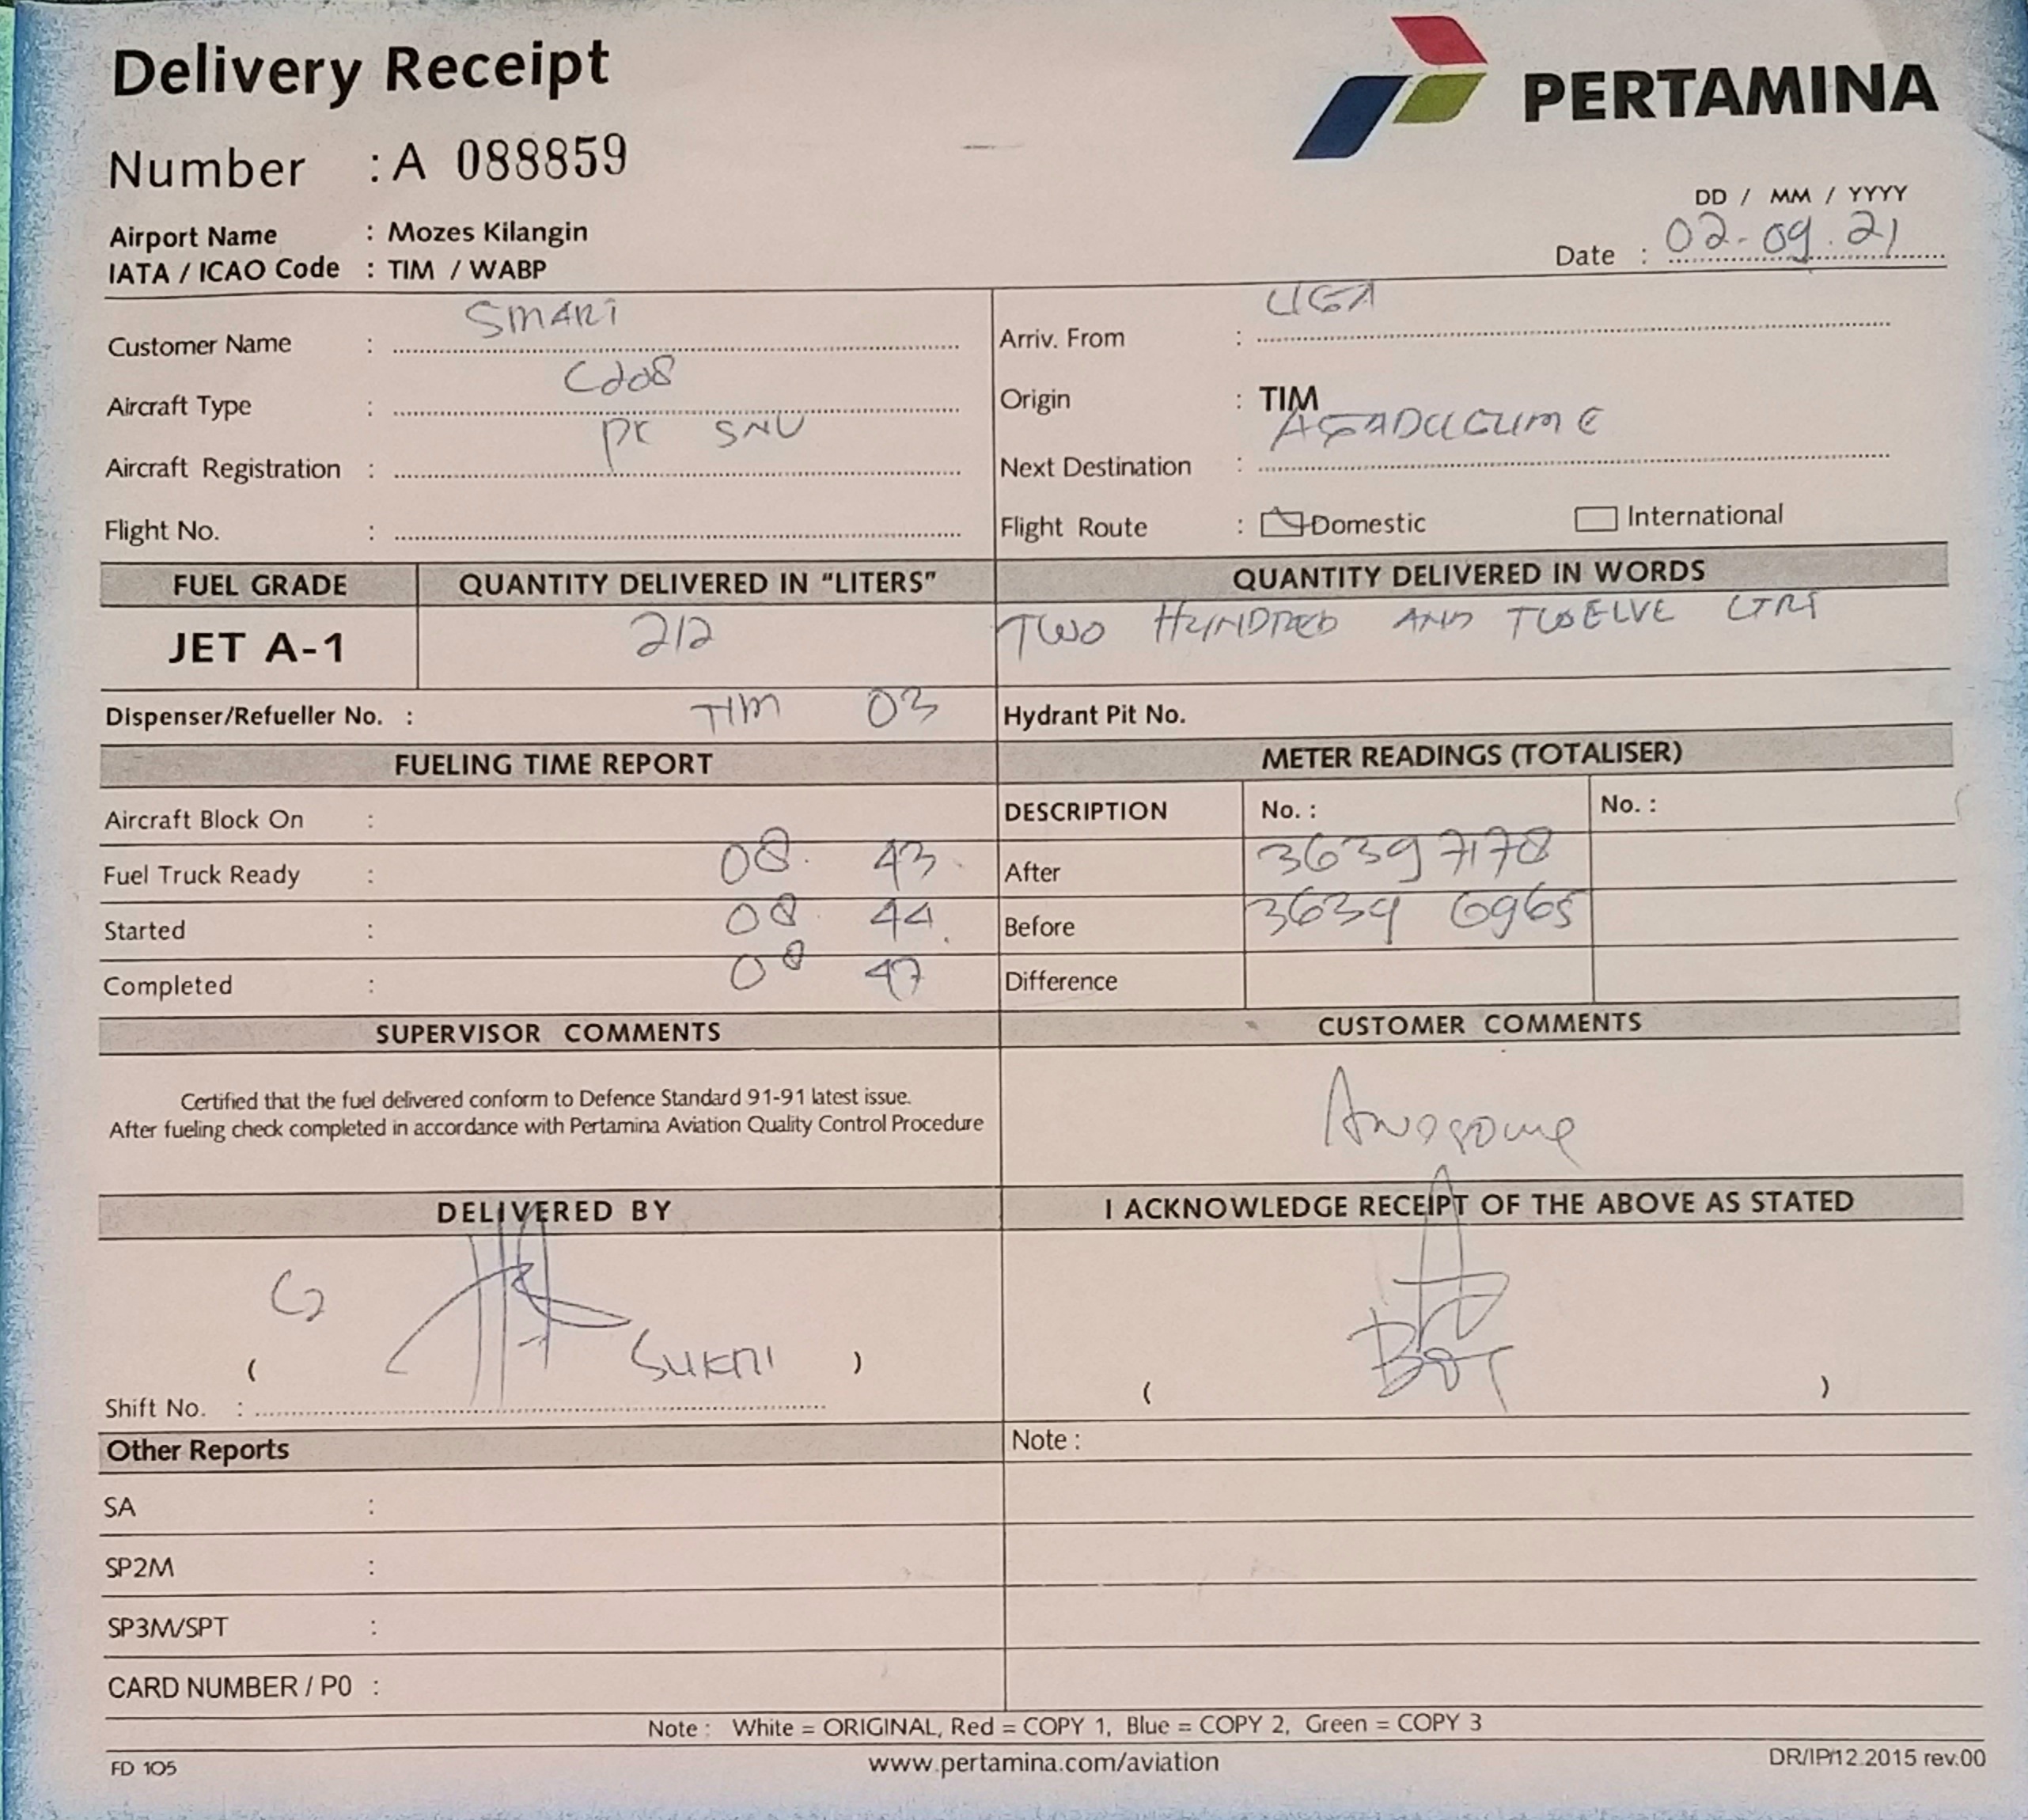 Delivery Receipt
PERTAMINA
Number : A 088859
DD / MM / YYYY
Airport Name : Mozes Kilangin
Date : 02-09.21
IATA / ICAO Code : TIM / WABP
Customer Name : SMART
Arriv. From : UGA
Aircraft Type : C208
Origin : TIM
Aircraft Registration : PK SNU
Next Destination : AGADUGUME
Flight No. :
Flight Route : Domestic International
FUEL GRADE QUANTITY DELIVERED IN "LITERS" QUANTITY DELIVERED IN WORDS
JET A-1 212 TWO HUNDRED AND TWELVE LTRS
Dispenser/Refueller No. : TIM 03 Hydrant Pit No.
FUELING TIME REPORT METER READINGS (TOTALISER)
Aircraft Block On : DESCRIPTION No. : No. :
Fuel Truck Ready : 08. 43. After 36397178
Started : 08. 44. Before 3639 6965
Completed : 08 47 Difference
SUPERVISOR COMMENTS CUSTOMER COMMENTS
Certified that the fuel delivered conform to Defence Standard 91-91 latest issue.
After fueling check completed in accordance with Pertamina Aviation Quality Control Procedure
Awesome
DELIVERED BY I ACKNOWLEDGE RECEIPT OF THE ABOVE AS STATED
( SUKRI ) ( )
Shift No. :
Other Reports Note :
SA :
SP2M :
SP3M/SPT :
CARD NUMBER / P0 :
Note : White = ORIGINAL, Red = COPY 1, Blue = COPY 2, Green = COPY 3
FD 105 www.pertamina.com/aviation DR/IP/12.2015 rev.00